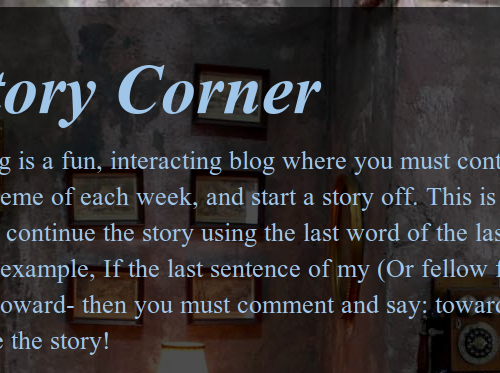 tory Corner
g is a fun, interacting blog where you must cont
eme of each week, and start a story off. This is
continue the story using the last word of the las
example, If the last sentence of my (Or fellow f
oward- then you must comment and say: toward
e the story!